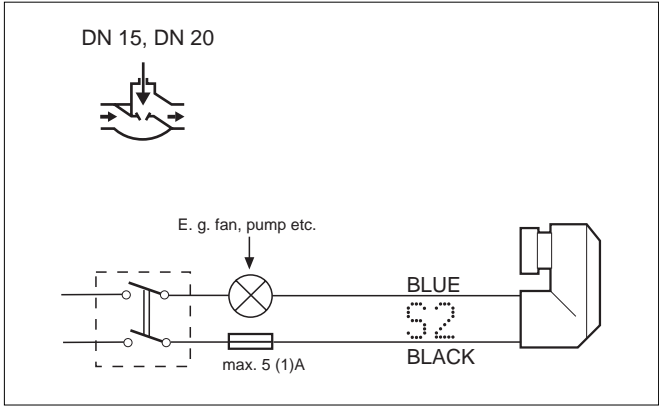 DN 15, DN 20
E. g. fan, pump etc.
BLUE
S2
BLACK
max. 5 (1)A